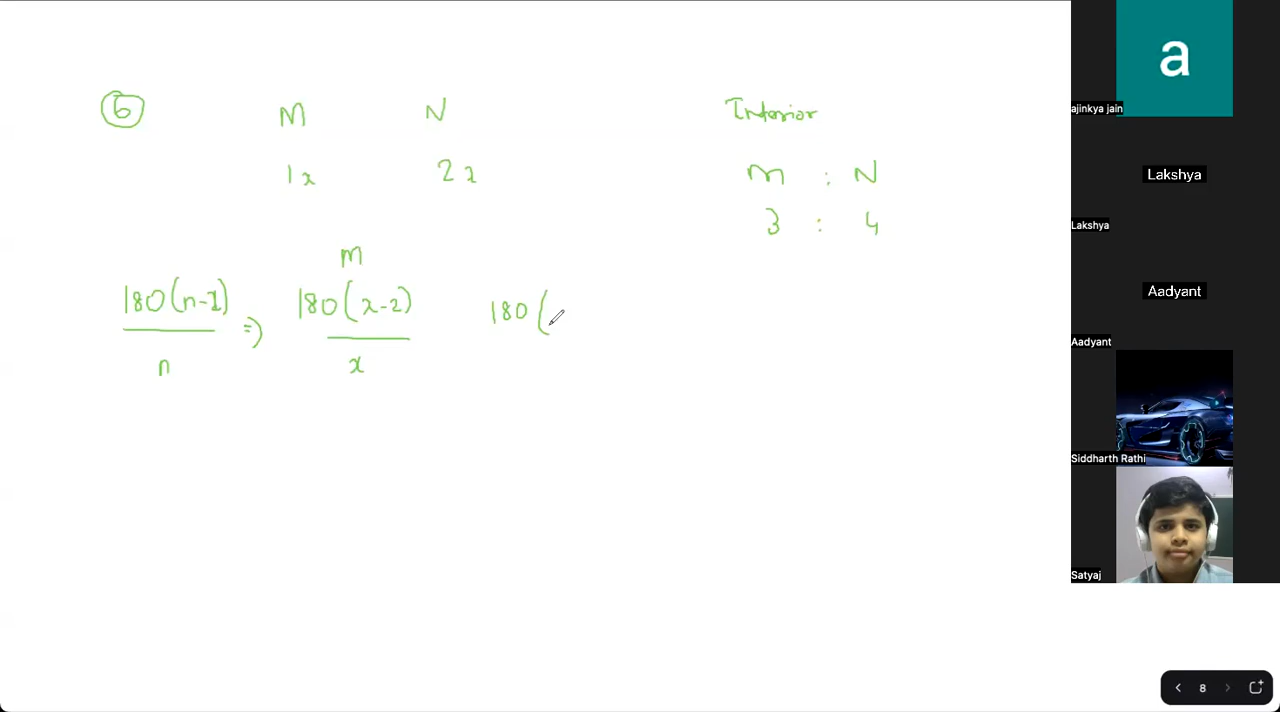 6 M N Interior
1x 2x M : N
3 : 4
M
180(n-2) / n => 180(x-2) / x 180(
a
ajinkya jain
Lakshya
Lakshya
Aadyant
Aadyant
Siddharth Rathi
Satyaj
8